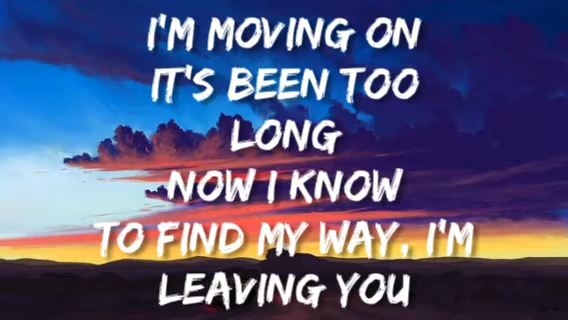 I'M MOVING ON
IT'S BEEN TOO
LONG
NOW I KNOW
TO FIND MY WAY, I'M
LEAVING YOU